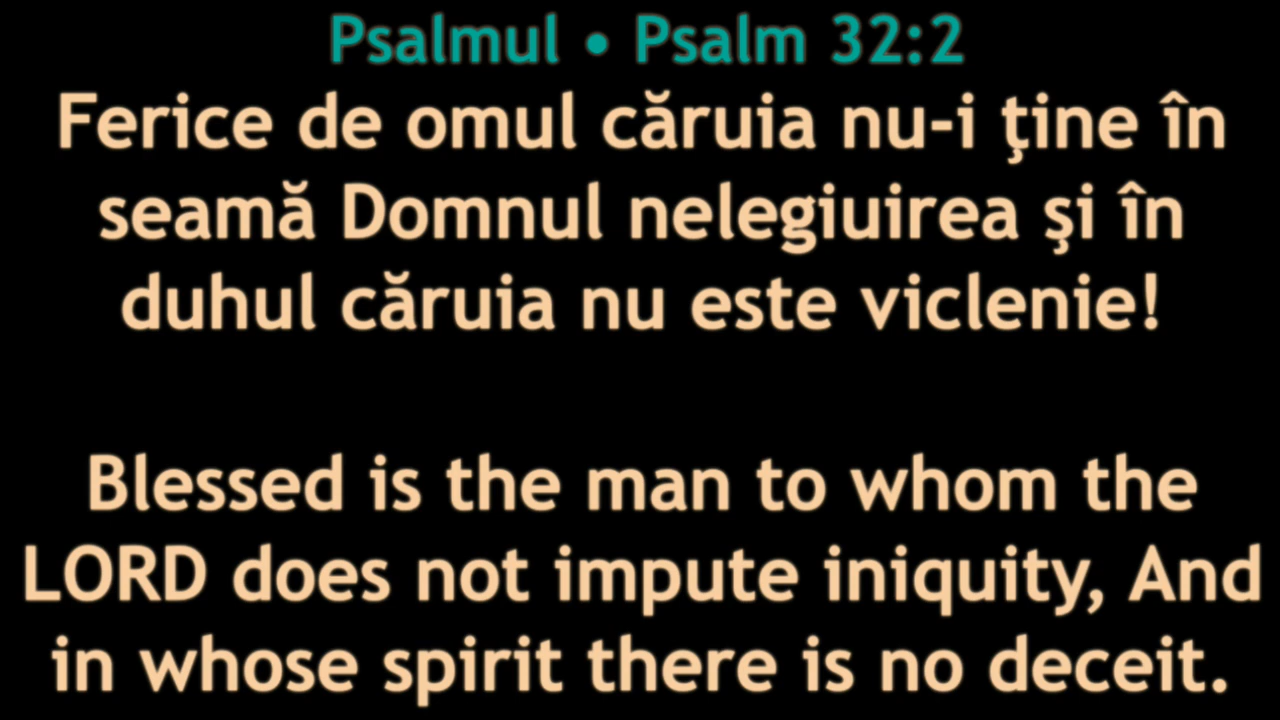 Psalmul • Psalm 32:2
Ferice de omul căruia nu-i ţine în
seamă Domnul nelegiuirea şi în
duhul căruia nu este viclenie!
Blessed is the man to whom the
LORD does not impute iniquity, And
in whose spirit there is no deceit.